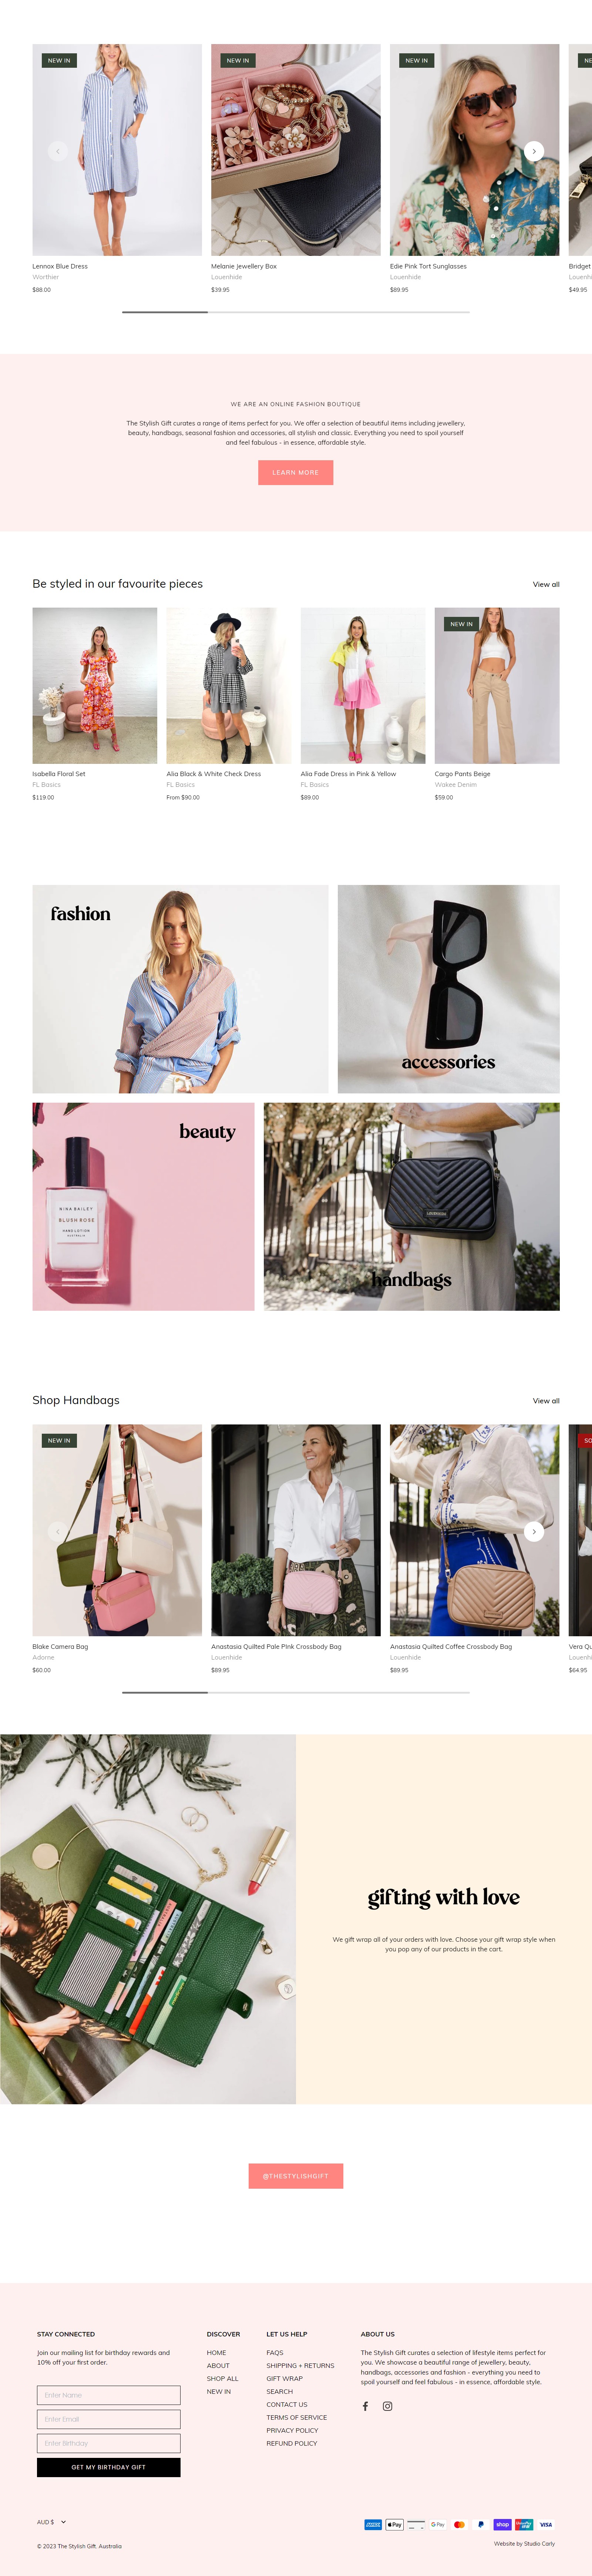 NEW IN
NEW IN
NEW IN
NE
Lennox Blue Dress
Worthier
$88.00
Melanie Jewellery Box
Louenhide
$39.95
Edie Pink Tort Sunglasses
Louenhide
$89.95
Bridget
Louenhi
$49.95
WE ARE AN ONLINE FASHION BOUTIQUE
The Stylish Gift curates a range of items perfect for you. We offer a selection of beautiful items including jewellery,
beauty, handbags, seasonal fashion and accessories, all stylish and classic. Everything you need to spoil yourself
and feel fabulous - in essence, affordable style.
LEARN MORE
Be styled in our favourite pieces
View all
NEW IN
Isabella Floral Set
FL Basics
$119.00
Alia Black & White Check Dress
FL Basics
From $90.00
Alia Fade Dress in Pink & Yellow
FL Basics
$89.00
Cargo Pants Beige
Wakee Denim
$59.00
fashion
accessories
beauty
NINA BAILEY
BLUSH ROSE
HAND LOTION
AUSTRALIA
LOUENHIDE
handbags
Shop Handbags
View all
NEW IN
SO
Blake Camera Bag
Adorne
$60.00
Anastasia Quilted Pale PInk Crossbody Bag
Louenhide
$89.95
Anastasia Quilted Coffee Crossbody Bag
Louenhide
$89.95
Vera Qu
Louenhi
$64.95
gifting with love
We gift wrap all of your orders with love. Choose your gift wrap style when
you pop any of our products in the cart.
@THESTYLISHGIFT
STAY CONNECTED
Join our mailing list for birthday rewards and
10% off your first order.
Enter Name
Enter Email
Enter Birthday
GET MY BIRTHDAY GIFT
DISCOVER
HOME
ABOUT
SHOP ALL
NEW IN
LET US HELP
FAQS
SHIPPING + RETURNS
GIFT WRAP
SEARCH
CONTACT US
TERMS OF SERVICE
PRIVACY POLICY
REFUND POLICY
ABOUT US
The Stylish Gift curates a selection of lifestyle items perfect for
you. We showcase a beautiful range of jewellery, beauty,
handbags, accessories and fashion - everything you need to
spoil yourself and feel fabulous - in essence, affordable style.
AUD $
© 2023 The Stylish Gift. Australia
Pay
G Pay
shop
VISA
Website by Studio Carly